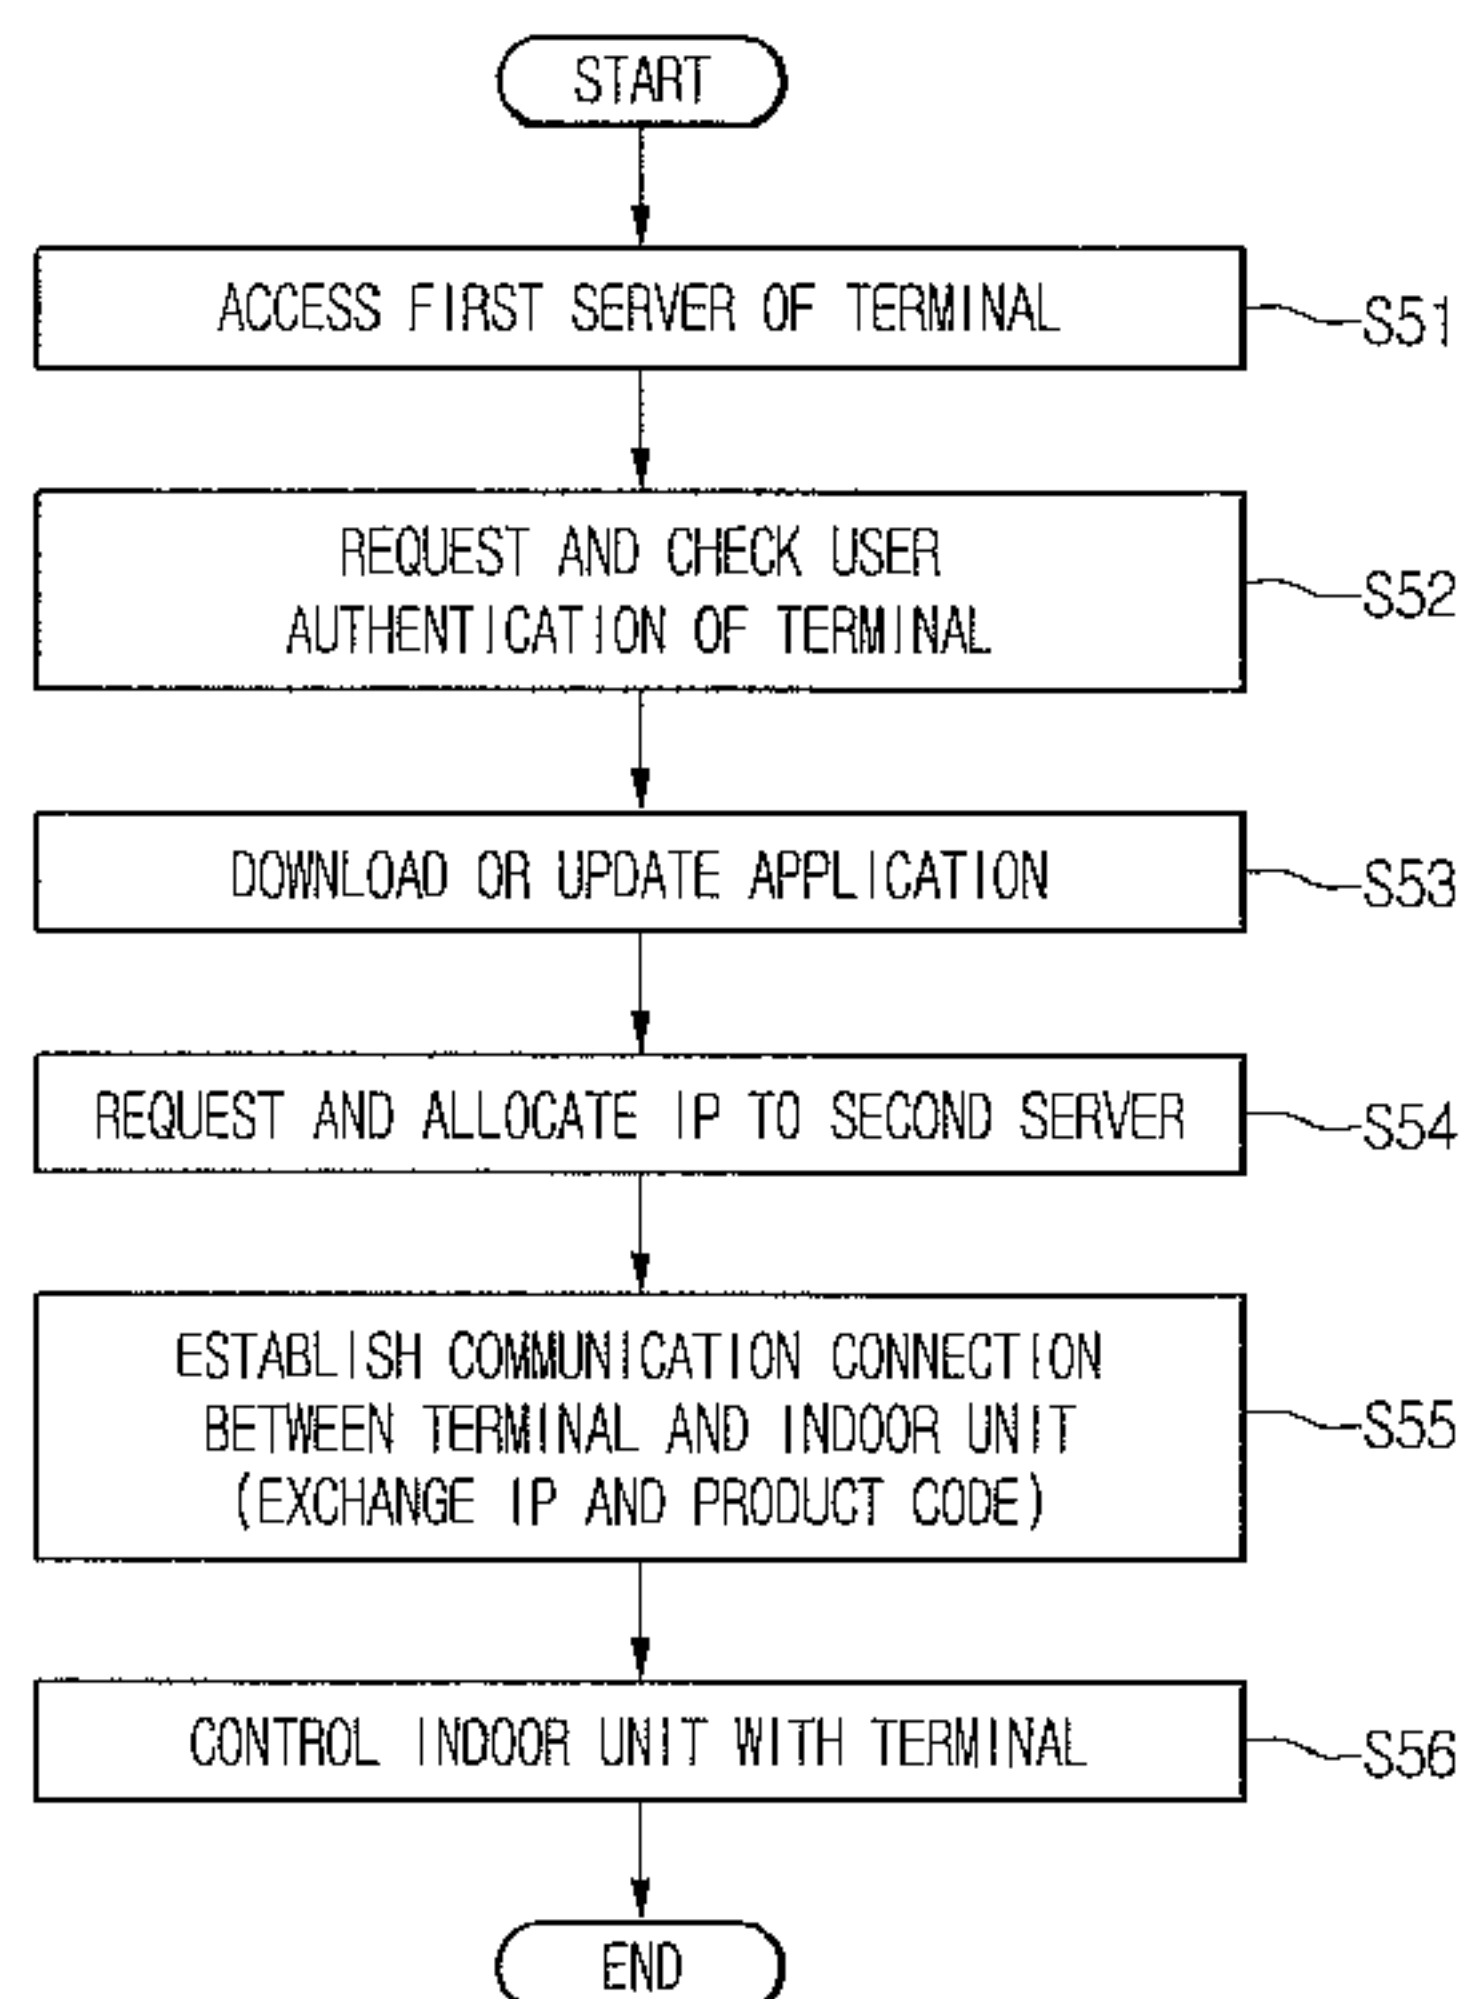 START
ACCESS FIRST SERVER OF TERMINAL
S51
REQUEST AND CHECK USER
AUTHENTICATION OF TERMINAL
S52
DOWNLOAD OR UPDATE APPLICATION
S53
REQUEST AND ALLOCATE IP TO SECOND SERVER
S54
ESTABLISH COMMUNICATION CONNECTION
BETWEEN TERMINAL AND INDOOR UNIT
(EXCHANGE IP AND PRODUCT CODE)
S55
CONTROL INDOOR UNIT WITH TERMINAL
S56
END